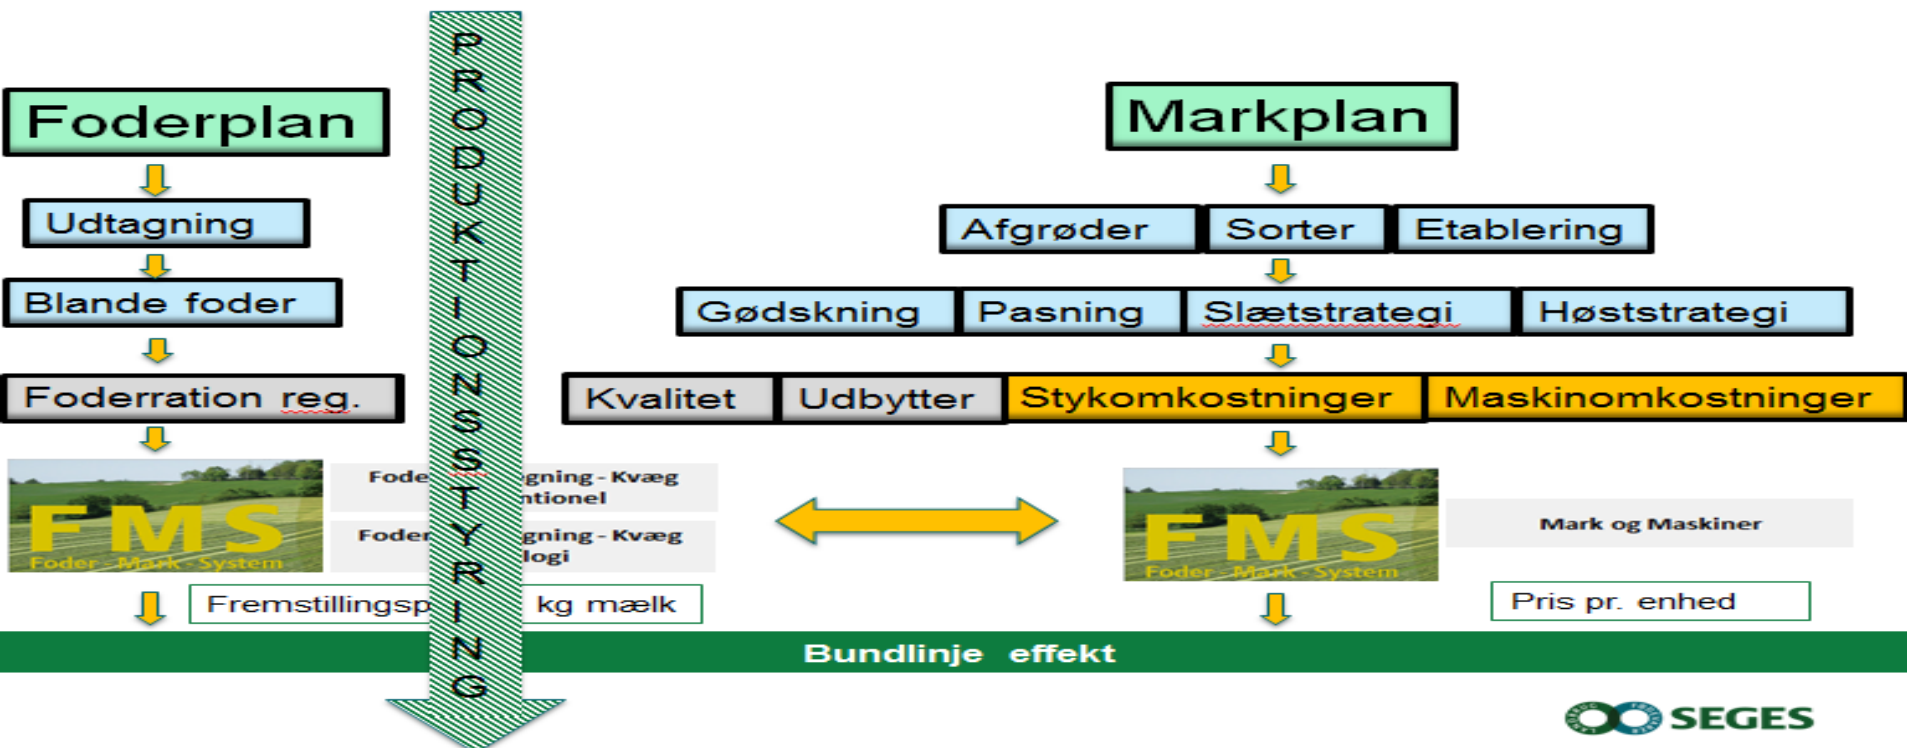 PRODUKTIONSSTYRING
Foderplan
Udtagning
Blande foder
Foderration reg.
FMS
Foder - Mark - System
Fode gning - Kvæg
ntionel
Foder gning - Kvæg
logi
Fremstillingsp kg mælk
Markplan
Afgrøder Sorter Etablering
Gødskning Pasning Slætstrategi Høststrategi
Kvalitet Udbytter Stykomkostninger Maskinomkostninger
FMS
Foder - Mark - System
Mark og Maskiner
Pris pr. enhed
Bundlinje effekt
SEGES